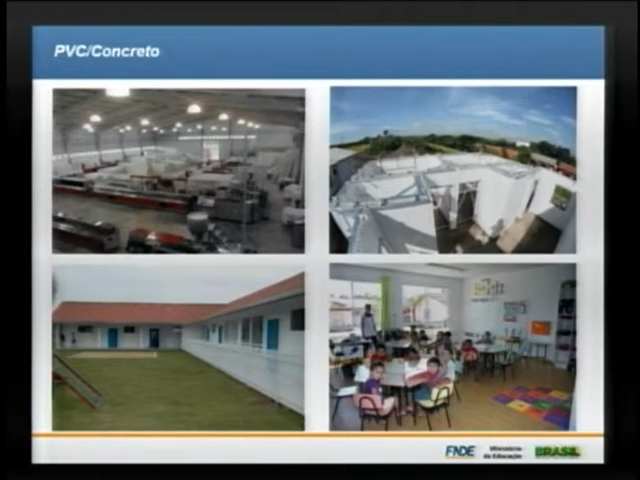 PVC/Concreto
FNDE
Ministério
da Educação
BRASIL